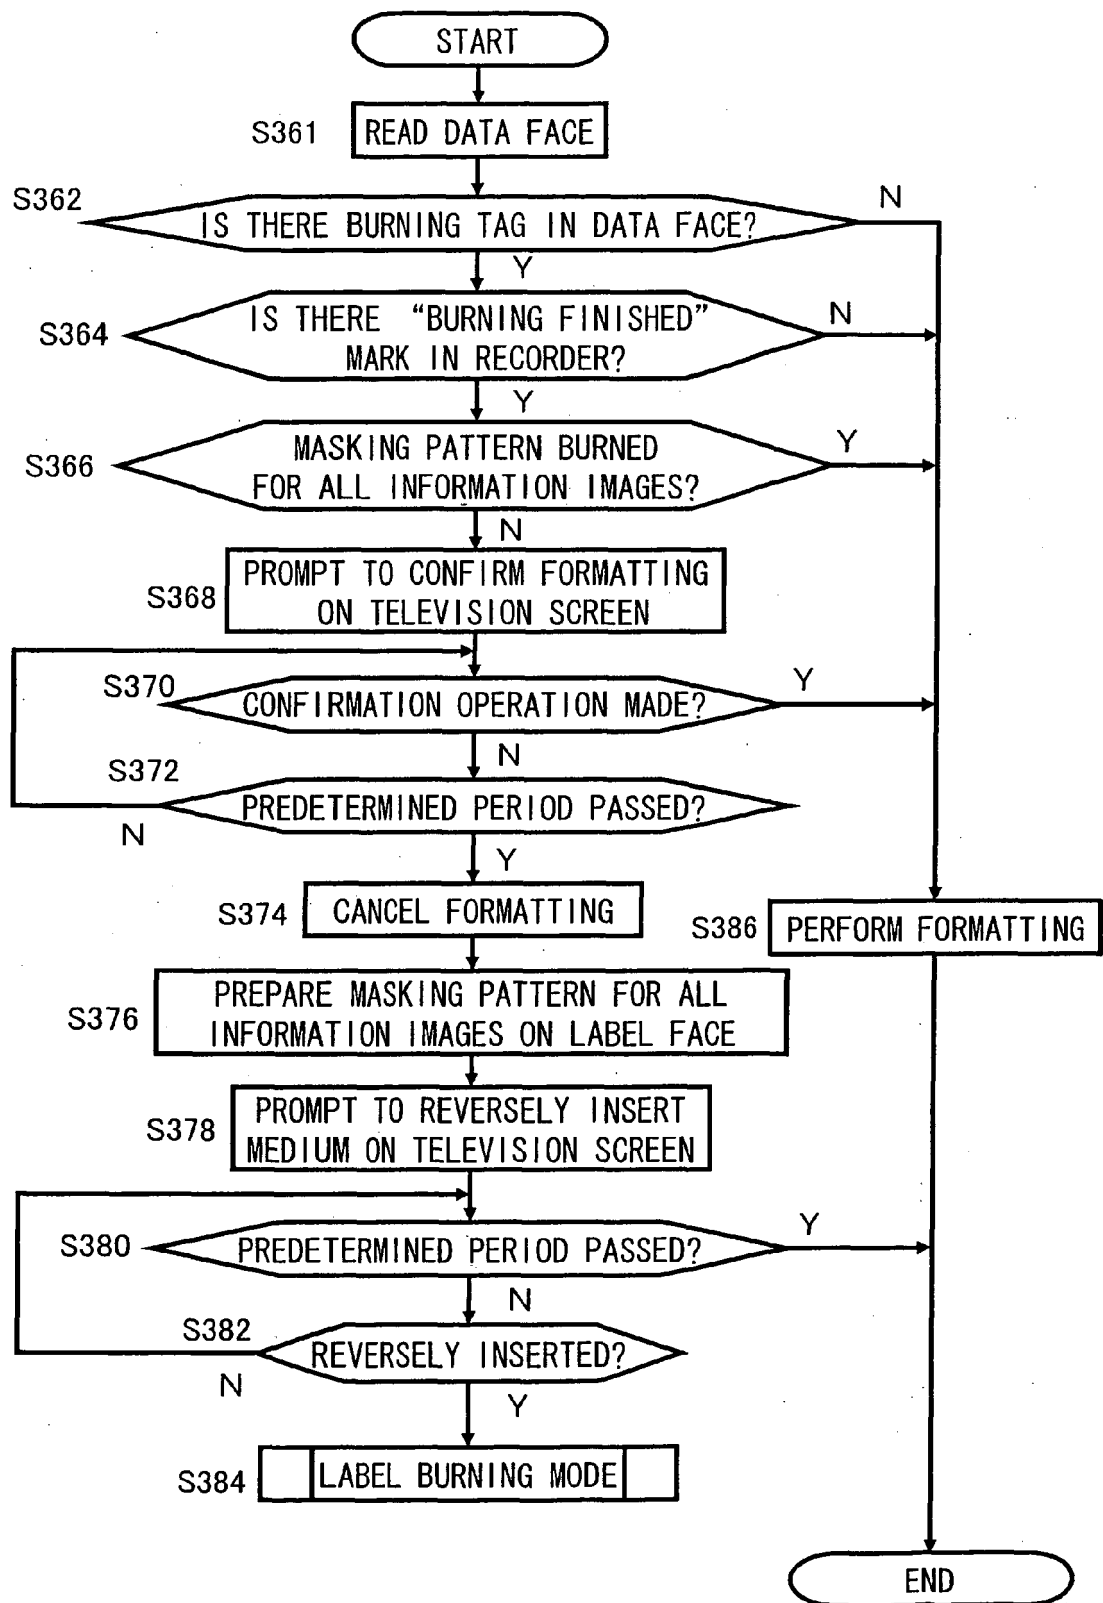 START
S361
READ DATA FACE
S362
IS THERE BURNING TAG IN DATA FACE?
N
Y
S364
IS THERE “BURNING FINISHED”
MARK IN RECORDER?
N
Y
S366
MASKING PATTERN BURNED
FOR ALL INFORMATION IMAGES?
Y
N
S368
PROMPT TO CONFIRM FORMATTING
ON TELEVISION SCREEN
S370
CONFIRMATION OPERATION MADE?
Y
N
S372
PREDETERMINED PERIOD PASSED?
N
Y
S374
CANCEL FORMATTING
S386
PERFORM FORMATTING
S376
PREPARE MASKING PATTERN FOR ALL
INFORMATION IMAGES ON LABEL FACE
S378
PROMPT TO REVERSELY INSERT
MEDIUM ON TELEVISION SCREEN
S380
PREDETERMINED PERIOD PASSED?
Y
N
S382
REVERSELY INSERTED?
N
Y
S384
LABEL BURNING MODE
END